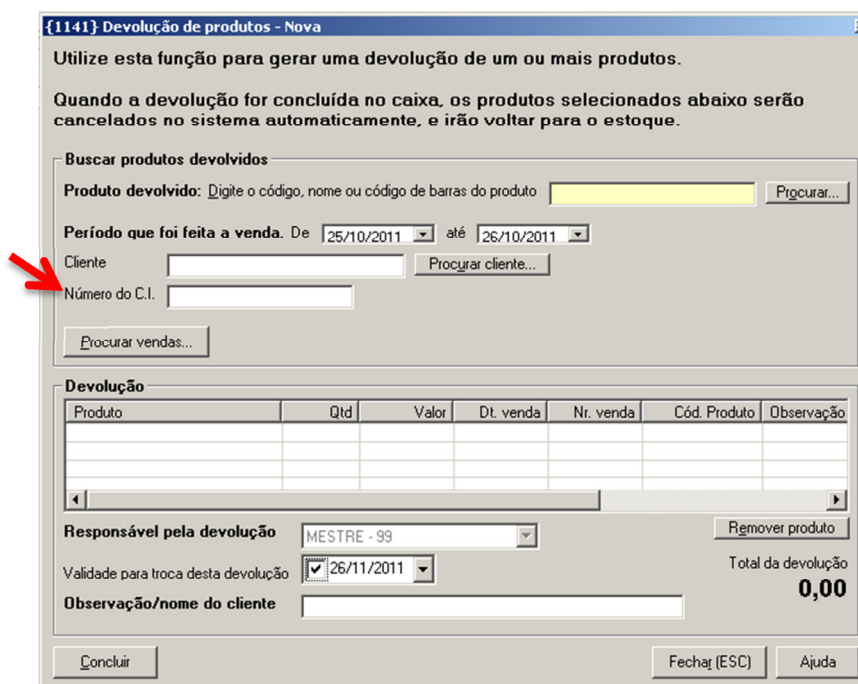 {1141} Devolução de produtos - Nova
Utilize esta função para gerar uma devolução de um ou mais produtos.
Quando a devolução for concluída no caixa, os produtos selecionados abaixo serão
cancelados no sistema automaticamente, e irão voltar para o estoque.
Buscar produtos devolvidos
Produto devolvido: Digite o código, nome ou código de barras do produto Procurar...
Período que foi feita a venda. De 25/10/2011 até 26/10/2011
Cliente Procurar cliente...
Número do C.I.
Procurar vendas...
Devolução
Produto Qtd Valor Dt. venda Nr. venda Cód. Produto Observação
Responsável pela devolução MESTRE - 99 Remover produto
Validade para troca desta devolução 26/11/2011 Total da devolução
0,00
Observação/nome do cliente
Concluir Fechar (ESC) Ajuda